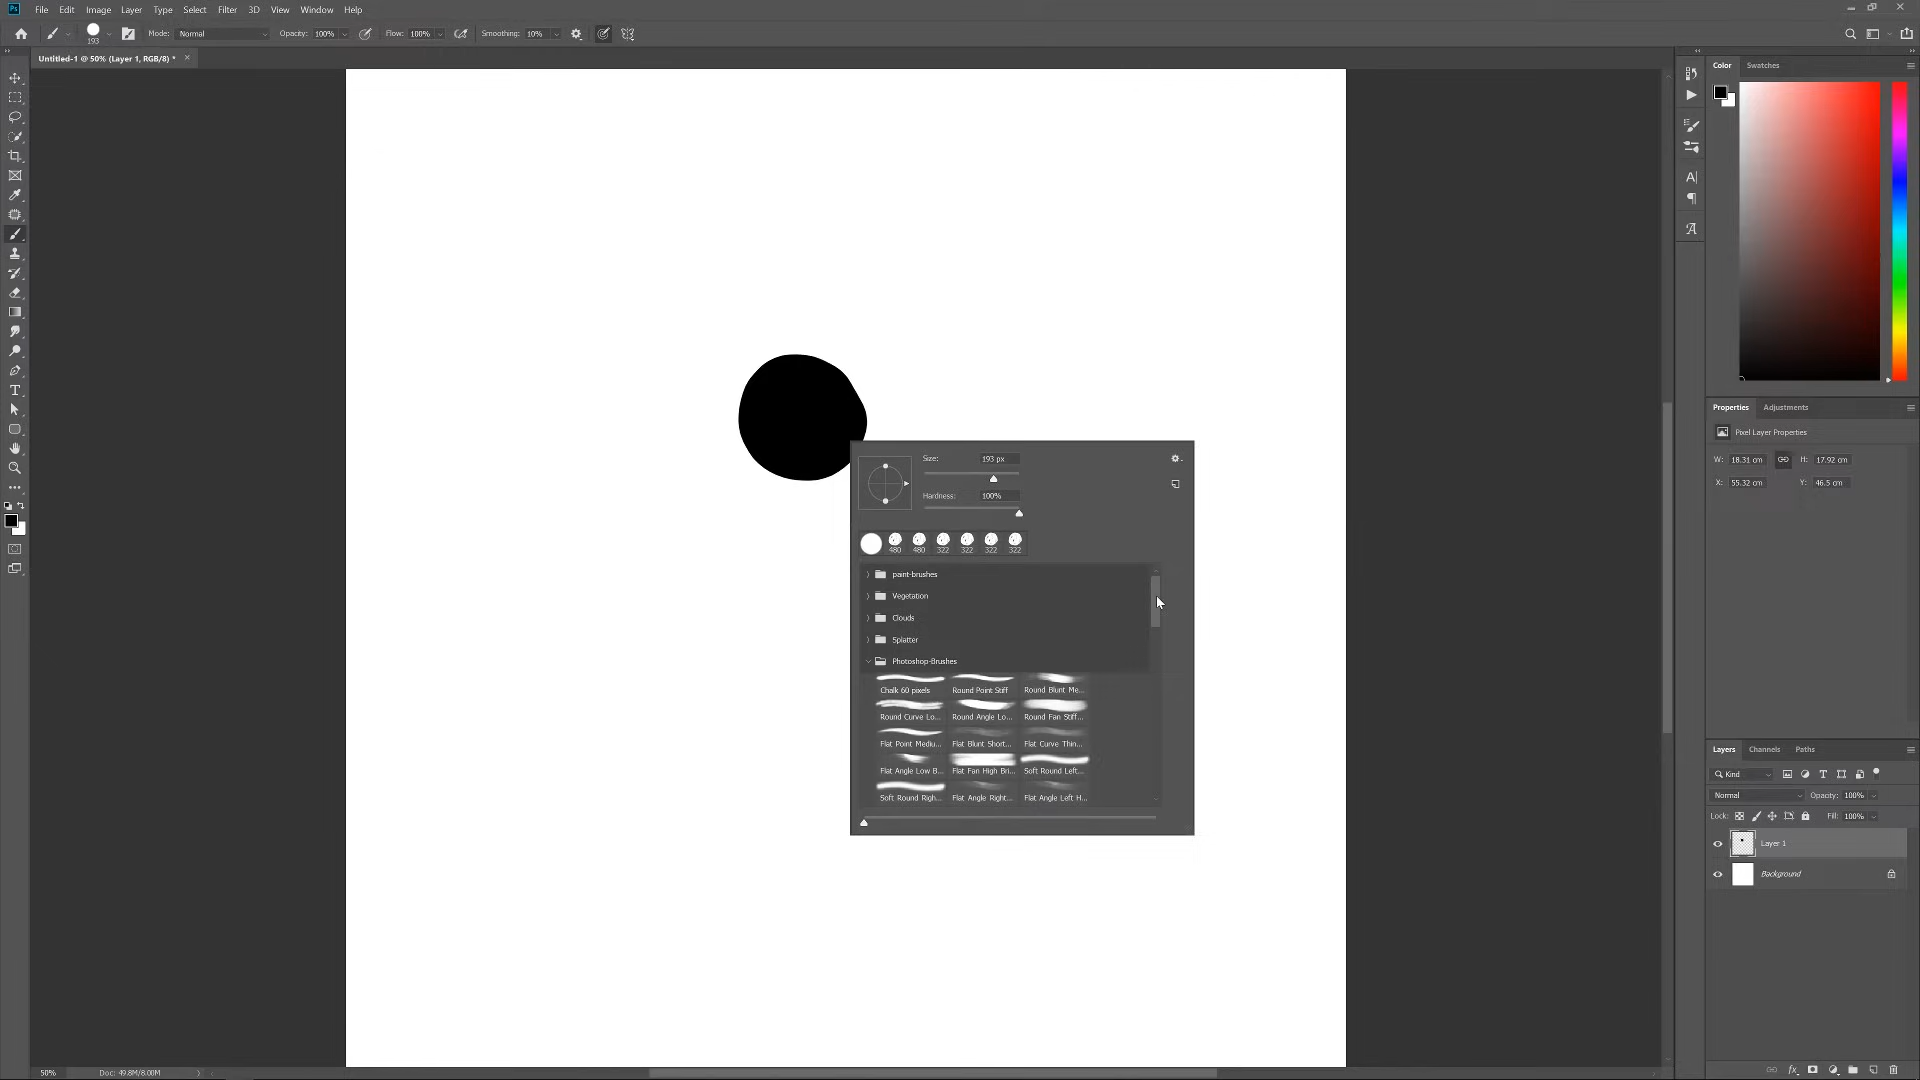 Ps File Edit Image Layer Type Select Filter 3D View Window Help
193 Mode: Normal Opacity: 100% Flow: 100% Smoothing: 10%
Untitled-1 @ 50% (Layer 1, RGB/8) *
Size: 193 px
Hardness: 100%
480 480 322 322 322 322
paint-brushes
Vegetation
Clouds
Splatter
Photoshop-Brushes
Chalk 60 pixels Round Point Stiff Round Blunt Me...
Round Curve Lo... Round Angle Lo... Round Fan Stiff...
Flat Point Mediu... Flat Blunt Short... Flat Curve Thin...
Flat Angle Low B... Flat Fan High Bri... Soft Round Left...
Soft Round Righ... Flat Angle Right... Flat Angle Left H...
Color Swatches
Properties Adjustments
Pixel Layer Properties
W: 18.31 cm H: 17.92 cm
X: 55.32 cm Y: 46.5 cm
Layers Channels Paths
Kind
Normal Opacity: 100%
Lock: Fill: 100%
Layer 1
Background
50% Doc: 49.8M/8.00M